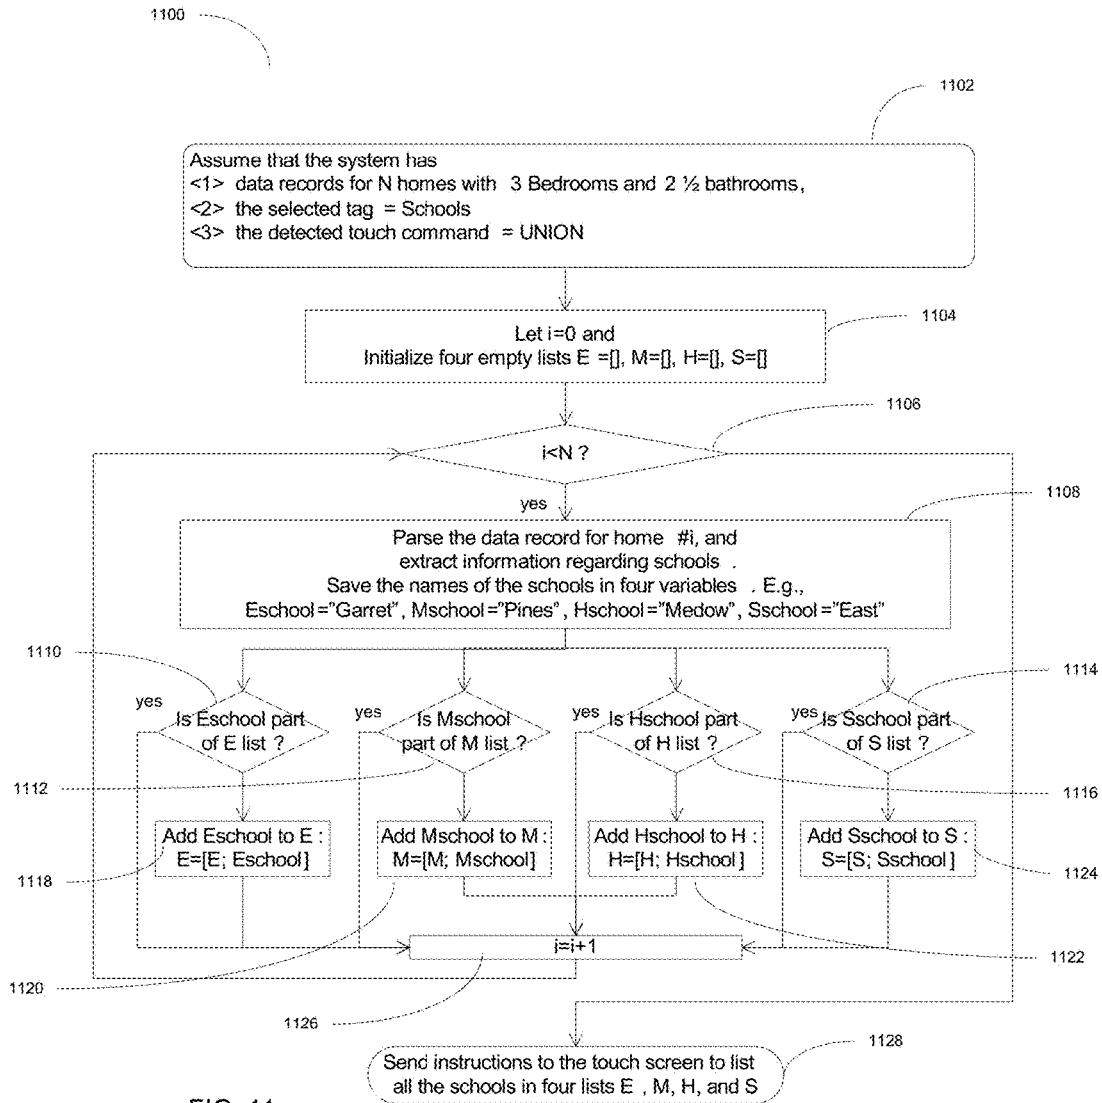 1100
1102
Assume that the system has
<1> data records for N homes with 3 Bedrooms and 2 ½ bathrooms,
<2> the selected tag = Schools
<3> the detected touch command = UNION
1104
Let i=0 and
Initialize four empty lists E =[], M=[], H=[], S=[]
1106
i<N ?
yes
1108
Parse the data record for home #i, and
extract information regarding schools .
Save the names of the schools in four variables . E.g.,
Eschool ="Garret", Mschool ="Pines", Hschool ="Medow", Sschool ="East"
1110
1114
yes
Is Eschool part
of E list ?
yes
Is Mschool
part of M list ?
yes
Is Hschool part
of H list ?
yes
Is Sschool part
of S list ?
1112
1116
Add Eschool to E :
E=[E; Eschool]
Add Mschool to M :
M=[M; Mschool]
Add Hschool to H :
H=[H; Hschool]
Add Sschool to S :
S=[S; Sschool]
1118
1124
i=i+1
1122
1120
1126
1128
Send instructions to the touch screen to list
all the schools in four lists E , M, H, and S
FIG. 11